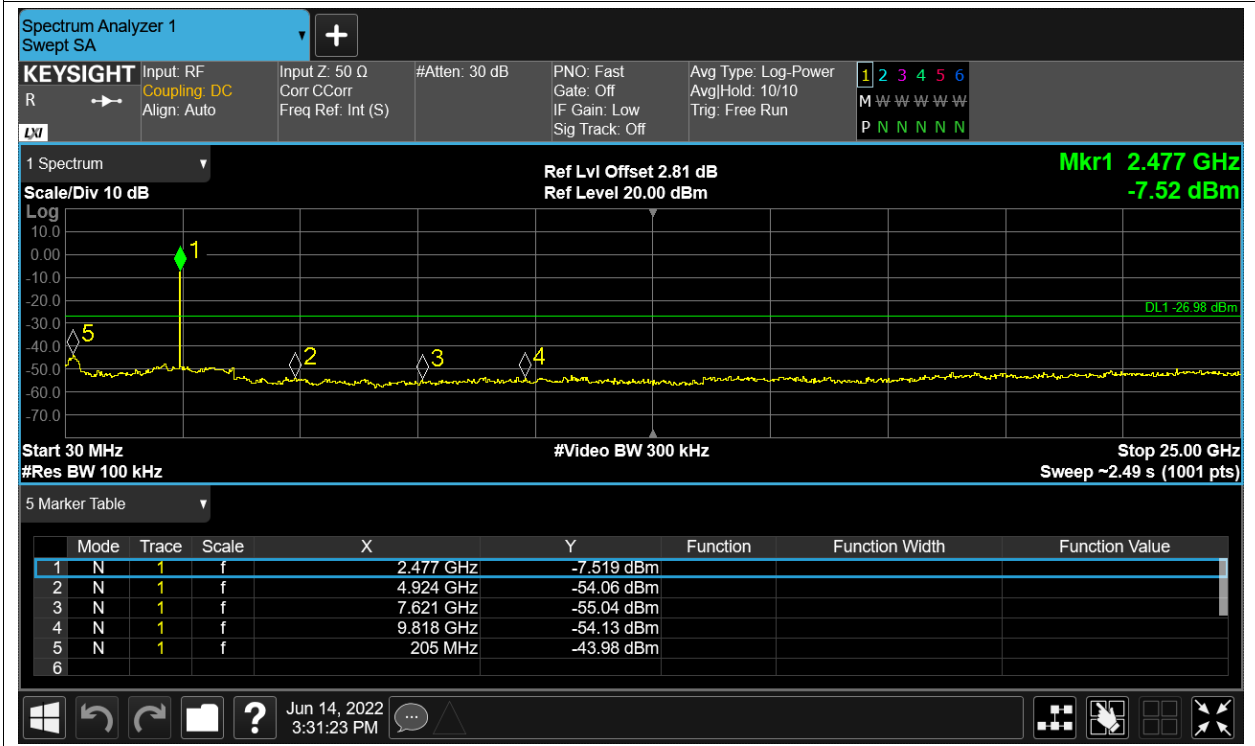 Spectrum Analyzer 1
Swept SA
+
KEYSIGHT Input: RF Input Z: 50 Ω #Atten: 30 dB PNO: Fast Avg Type: Log-Power 1 2 3 4 5 6
R Coupling: DC Corr CCorr Gate: Off Avg|Hold: 10/10 M W W W W W
Align: Auto Freq Ref: Int (S) IF Gain: Low Trig: Free Run
LXI Sig Track: Off P N N N N N
1 Spectrum Ref Lvl Offset 2.81 dB Mkr1 2.477 GHz
Scale/Div 10 dB Ref Level 20.00 dBm -7.52 dBm
Log
10.0
1
0.00
-10.0
-20.0
DL1 -26.98 dBm
-30.0
5
-40.0
2 3 4
-50.0
-60.0
-70.0
Start 30 MHz #Video BW 300 kHz Stop 25.00 GHz
#Res BW 100 kHz Sweep ~2.49 s (1001 pts)
5 Marker Table
Mode Trace Scale X Y Function Function Width Function Value
1 N 1 f 2.477 GHz -7.519 dBm
2 N 1 f 4.924 GHz -54.06 dBm
3 N 1 f 7.621 GHz -55.04 dBm
4 N 1 f 9.818 GHz -54.13 dBm
5 N 1 f 205 MHz -43.98 dBm
6
? Jun 14, 2022
3:31:23 PM